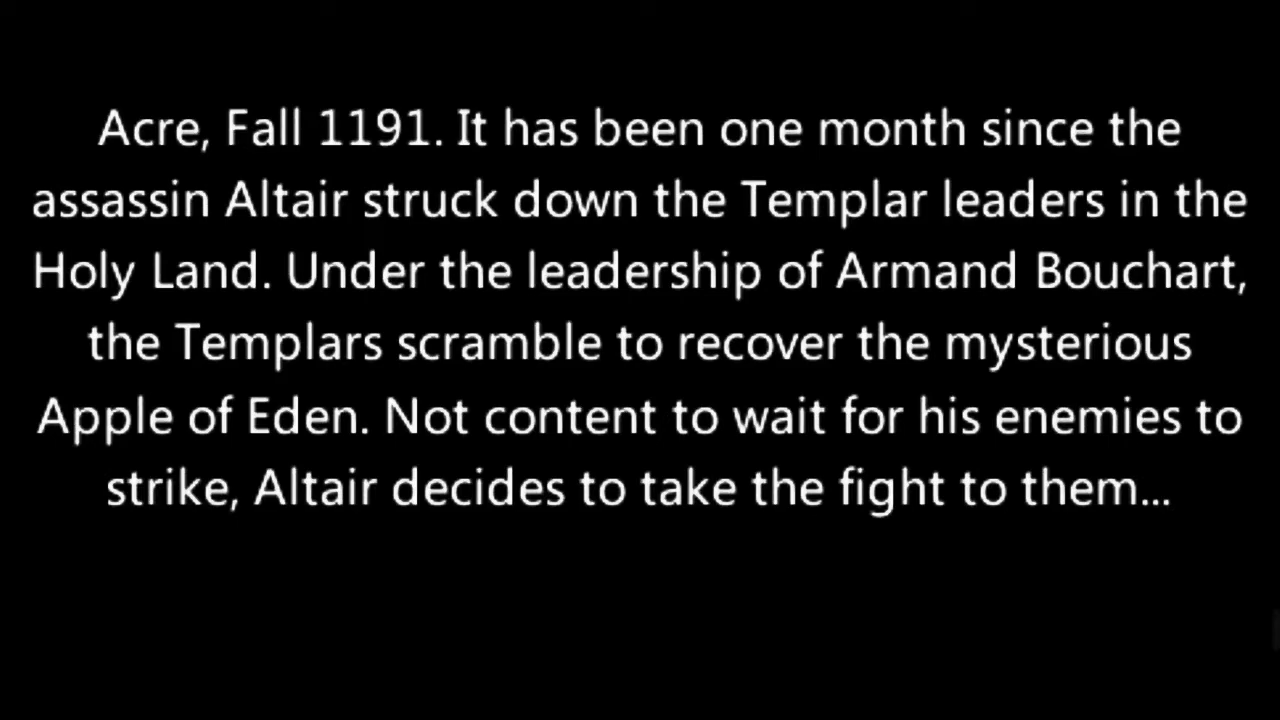 Acre, Fall 1191. It has been one month since the
assassin Altair struck down the Templar leaders in the
Holy Land. Under the leadership of Armand Bouchart,
the Templars scramble to recover the mysterious
Apple of Eden. Not content to wait for his enemies to
strike, Altair decides to take the fight to them...